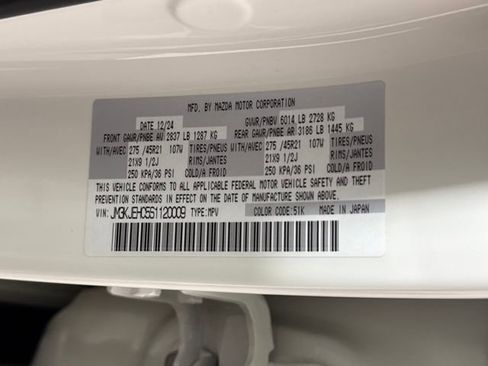 MFD. BY MAZDA MOTOR CORPORATION
DATE 12/24 GVWR/PNBV 6014 LB 2728 KG
FRONT GAWR/PNBE AV 2837 LB 1287 KG REAR GAWR/PNBE AR 3186 LB 1445 KG
WITH/AVEC 275 /45R21 107W TIRES/PNEUS WITH/AVEC 275 /45R21 107W TIRES/PNEUS
21X9 1/2J RIMS/JANTES 21X9 1/2J RIMS/JANTES
250 KPA/36 PSI COLD/A FROID 250 KPA/36 PSI COLD/A FROID
THIS VEHICLE CONFORMS TO ALL APPLICABLE FEDERAL MOTOR VEHICLE SAFETY AND THEFT
PREVENTION STANDARDS IN EFFECT ON THE DATE OF MANUFACTURE SHOWN ABOVE.
VIN: JM3KJEHC5S1120009 TYPE: MPV COLOR CODE: 51K MADE IN JAPAN